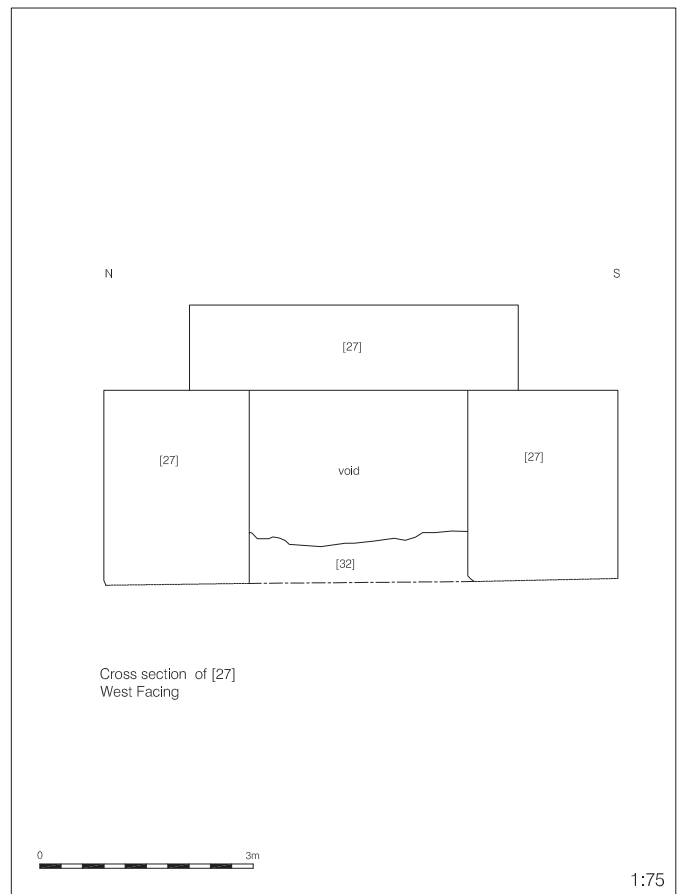 N S
[27]
[27] void [27]
[32]
Cross section of [27]
West Facing
0 3m
1:75